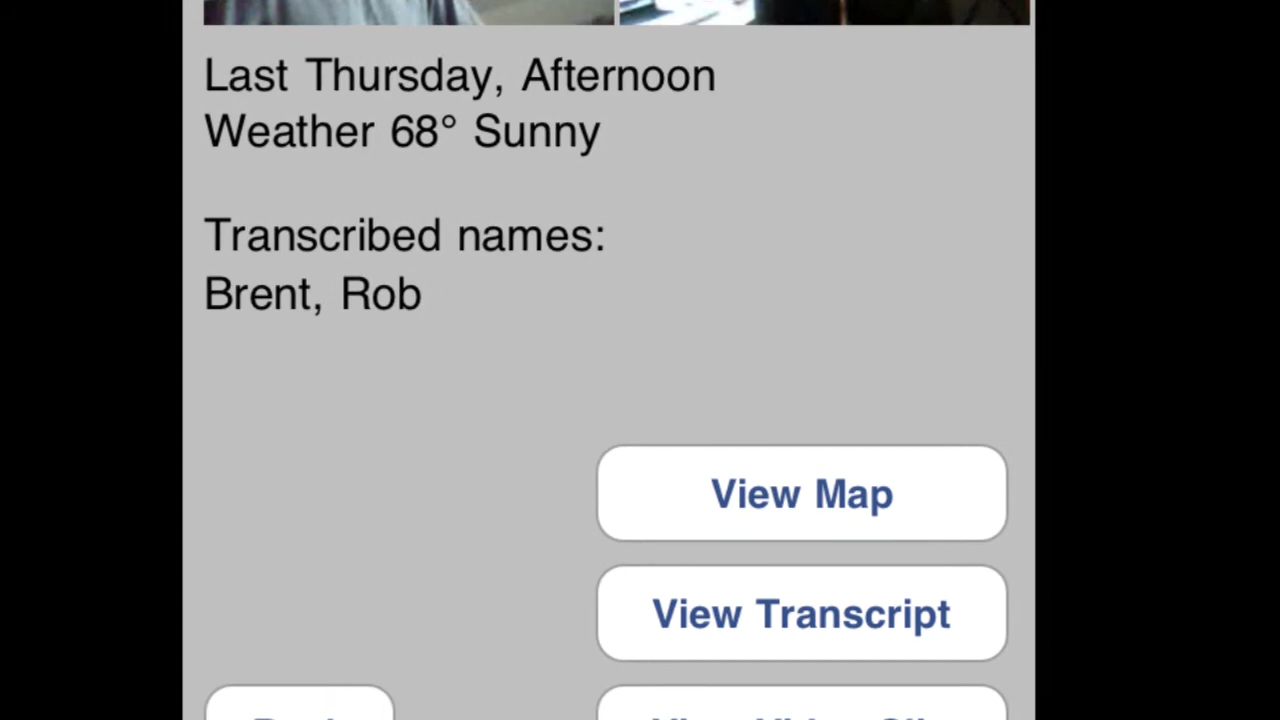 Last Thursday, Afternoon
Weather 68° Sunny
Transcribed names:
Brent, Rob
View Map
View Transcript